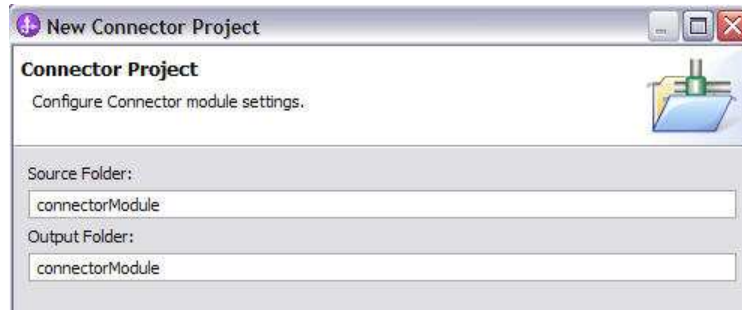 New Connector Project
Connector Project
Configure Connector module settings.
Source Folder:
connectorModule
Output Folder:
connectorModule